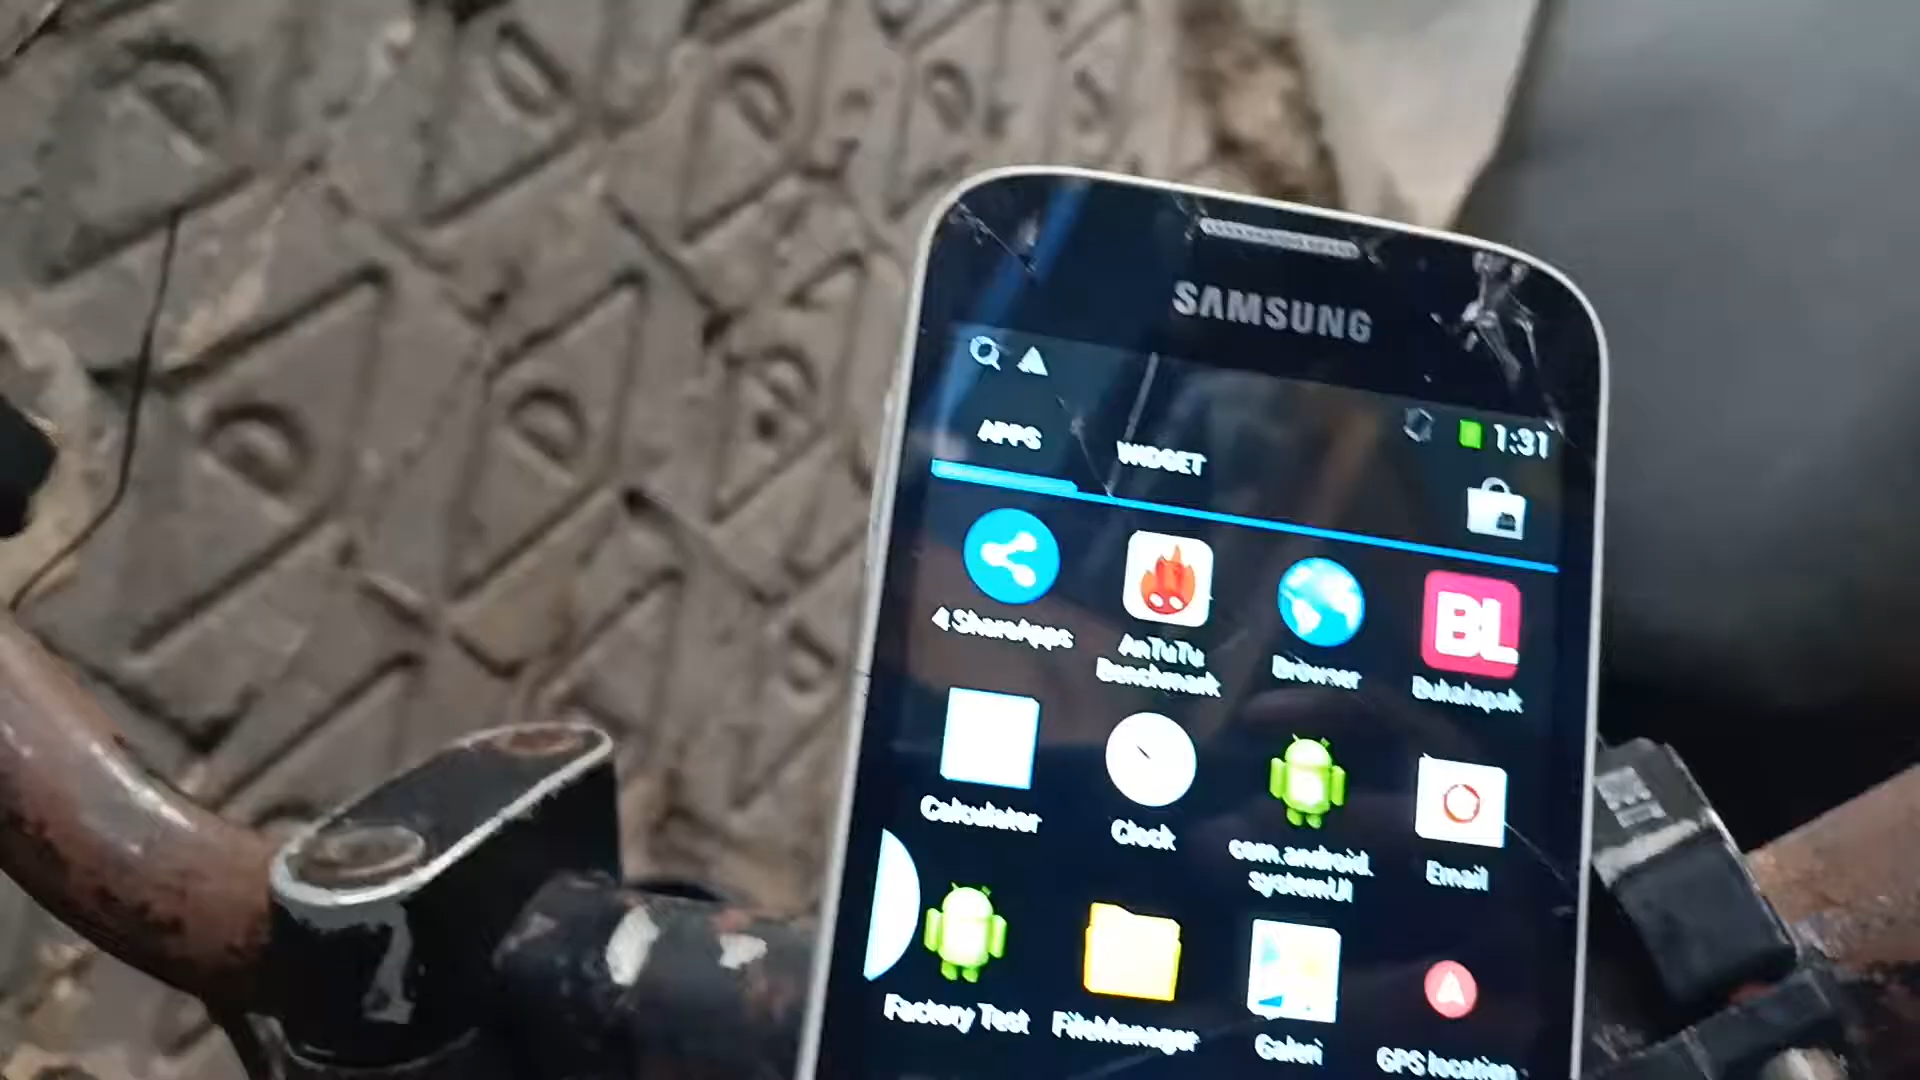 SAMSUNG
1:31
APPS WIDGET
4 ShareApps AnTuTu Benchmark Browser BL Bukalapak
Calculator Clock com.android.systemUI Email
Factory Test FileManager Galeri GPS location